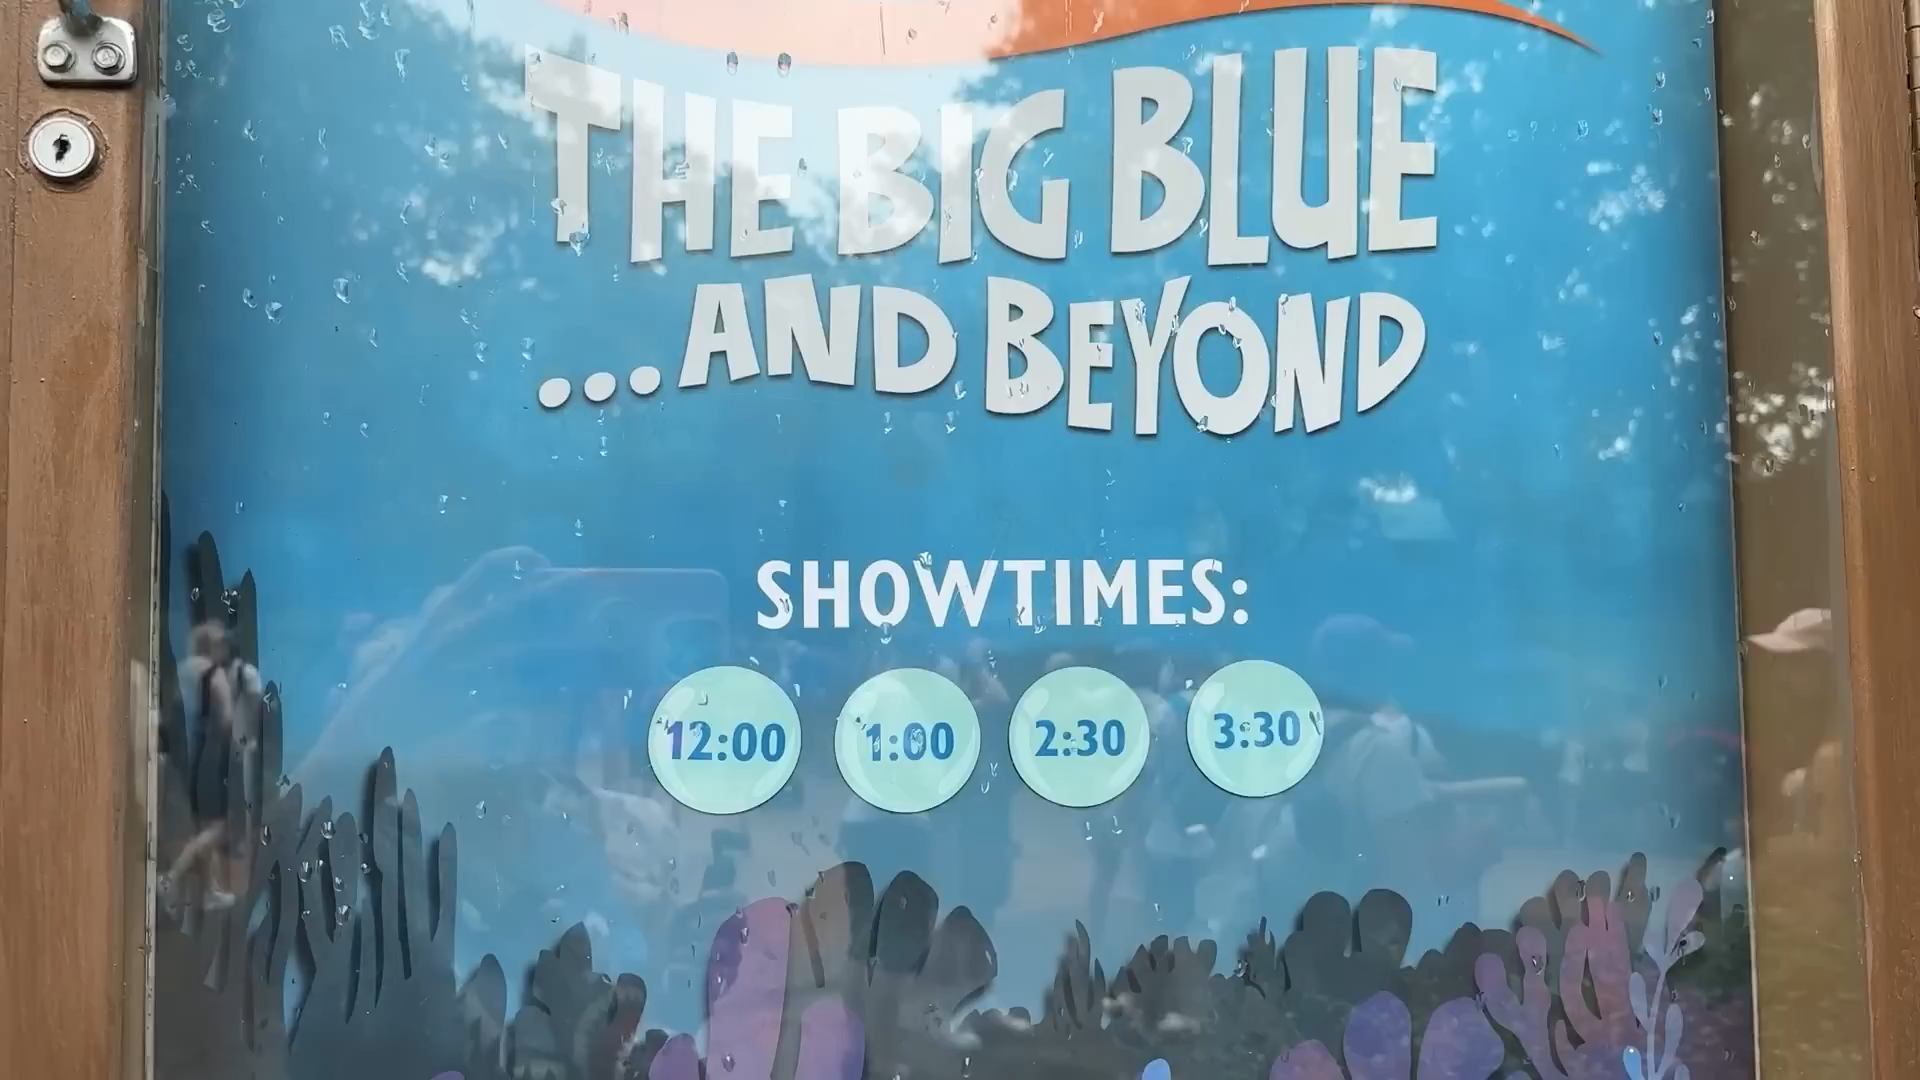 THE BIG BLUE
...AND BEYOND
SHOWTIMES:
12:00 1:00 2:30 3:30